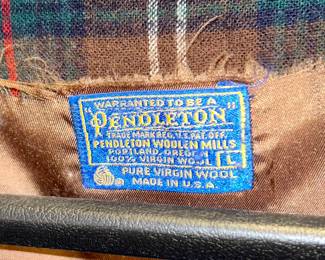 WARRANTED TO BE A
"PENDLETON"
TRADE MARK REG. U.S. PAT. OFF.
PENDLETON WOOLEN MILLS
PORTLAND, OREGON
100% VIRGIN WOOL L
PURE VIRGIN WOOL
MADE IN U.S.A.